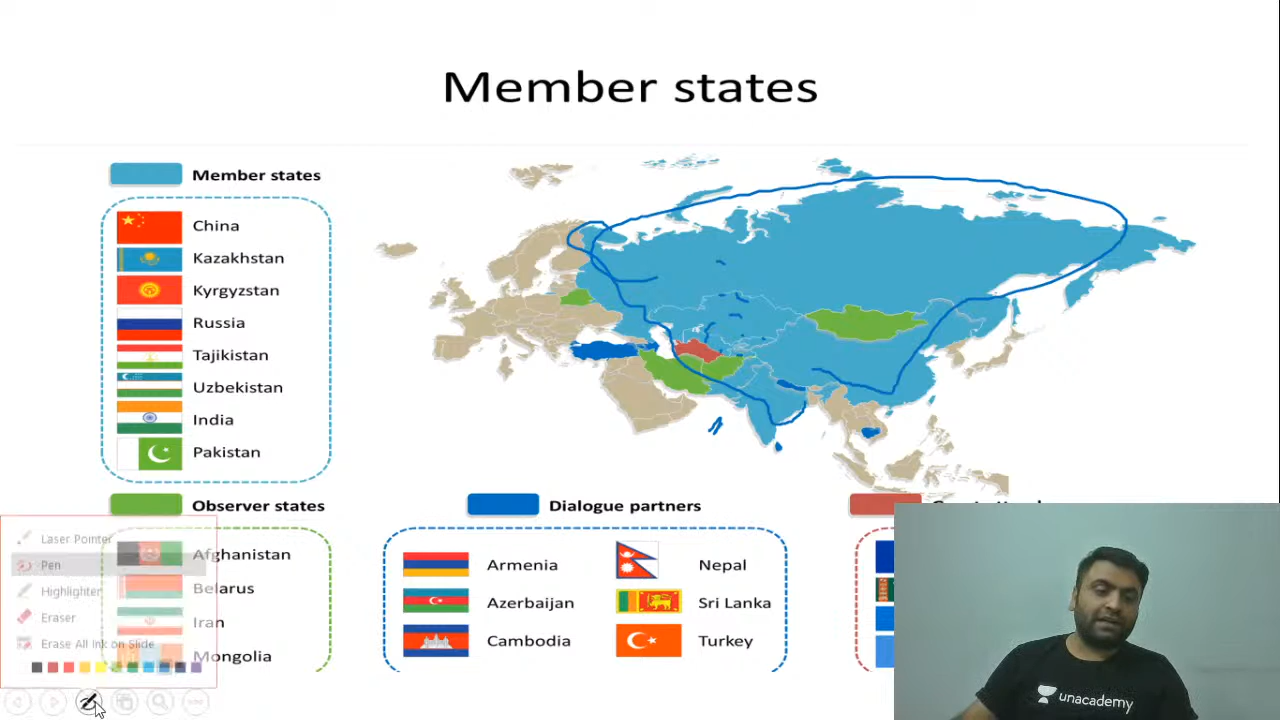 Member states
Member states
China
Kazakhstan
Kyrgyzstan
Russia
Tajikistan
Uzbekistan
India
Pakistan
Observer states
Afghanistan
Belarus
Iran
Mongolia
Dialogue partners
Armenia
Azerbaijan
Cambodia
Nepal
Sri Lanka
Turkey
Laser Pointer
Pen
Highlighter
Eraser
Erase All Ink on Slide
unacademy